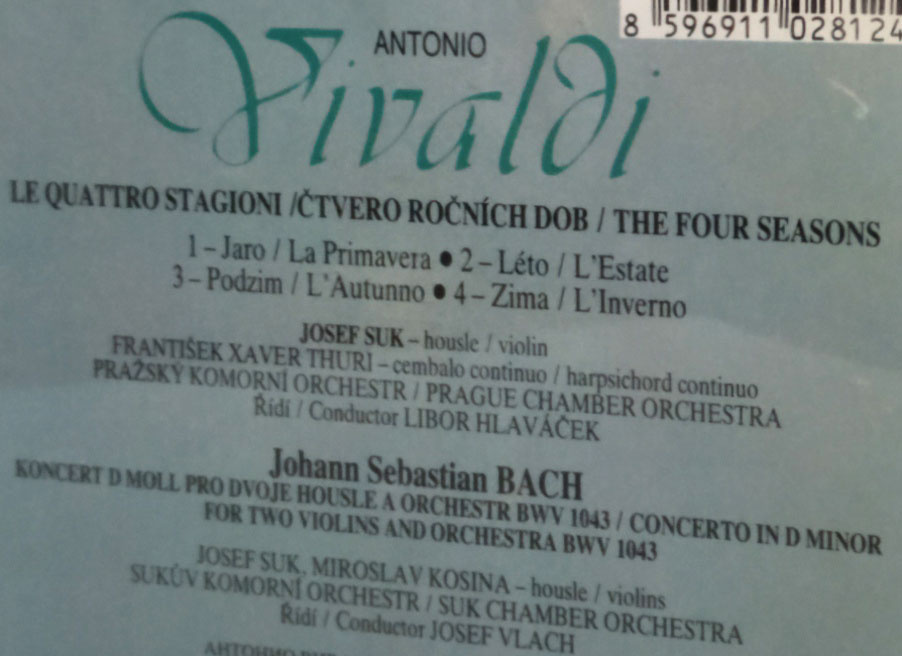 8 596911 028124
ANTONIO
Vivaldi
LE QUATTRO STAGIONI /ČTVERO ROČNÍCH DOB / THE FOUR SEASONS
1 – Jaro / La Primavera ● 2 – Léto / L'Estate
3 – Podzim / L'Autunno ● 4 – Zima / L'Inverno
JOSEF SUK – housle / violin
FRANTIŠEK XAVER THURI – cembalo continuo / harpsichord continuo
PRAŽSKÝ KOMORNÍ ORCHESTR / PRAGUE CHAMBER ORCHESTRA
Řídí / Conductor LIBOR HLAVÁČEK
Johann Sebastian BACH
KONCERT D MOLL PRO DVOJE HOUSLE A ORCHESTR BWV 1043 / CONCERTO IN D MINOR
FOR TWO VIOLINS AND ORCHESTRA BWV 1043
JOSEF SUK, MIROSLAV KOSINA – housle / violins
SUKŮV KOMORNÍ ORCHESTR / SUK CHAMBER ORCHESTRA
Řídí / Conductor JOSEF VLACH